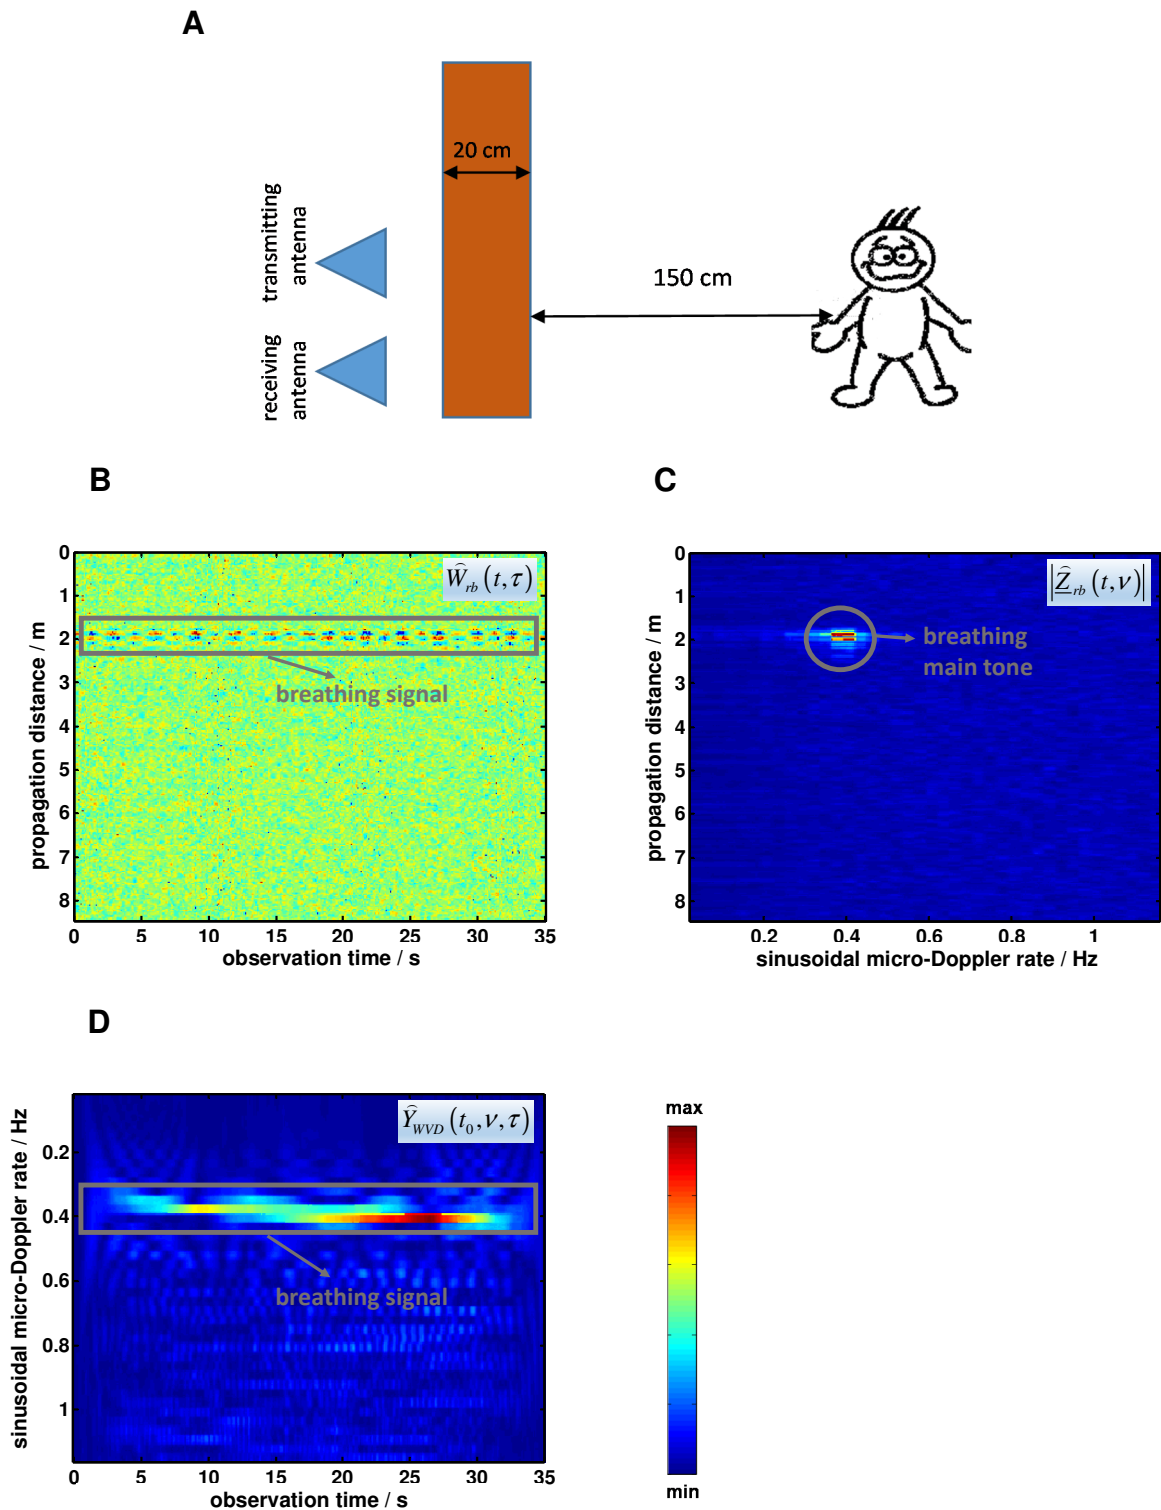 A
20 cm
transmitting
antenna
150 cm
receiving
antenna
B
0
1
2
3
4
5
6
7
8
propagation distance / m
Ŵrb (t, τ)
breathing signal
0 5 10 15 20 25 30 35
observation time / s
C
0
1
2
3
4
5
6
7
8
propagation distance / m
|Ẑrb (t, ν)|
breathing
main tone
0.2 0.4 0.6 0.8 1
sinusoidal micro-Doppler rate / Hz
D
0.2
0.4
0.6
0.8
1
sinusoidal micro-Doppler rate / Hz
ŶWVD (t0, ν, τ)
breathing signal
0 5 10 15 20 25 30 35
observation time / s
max
min